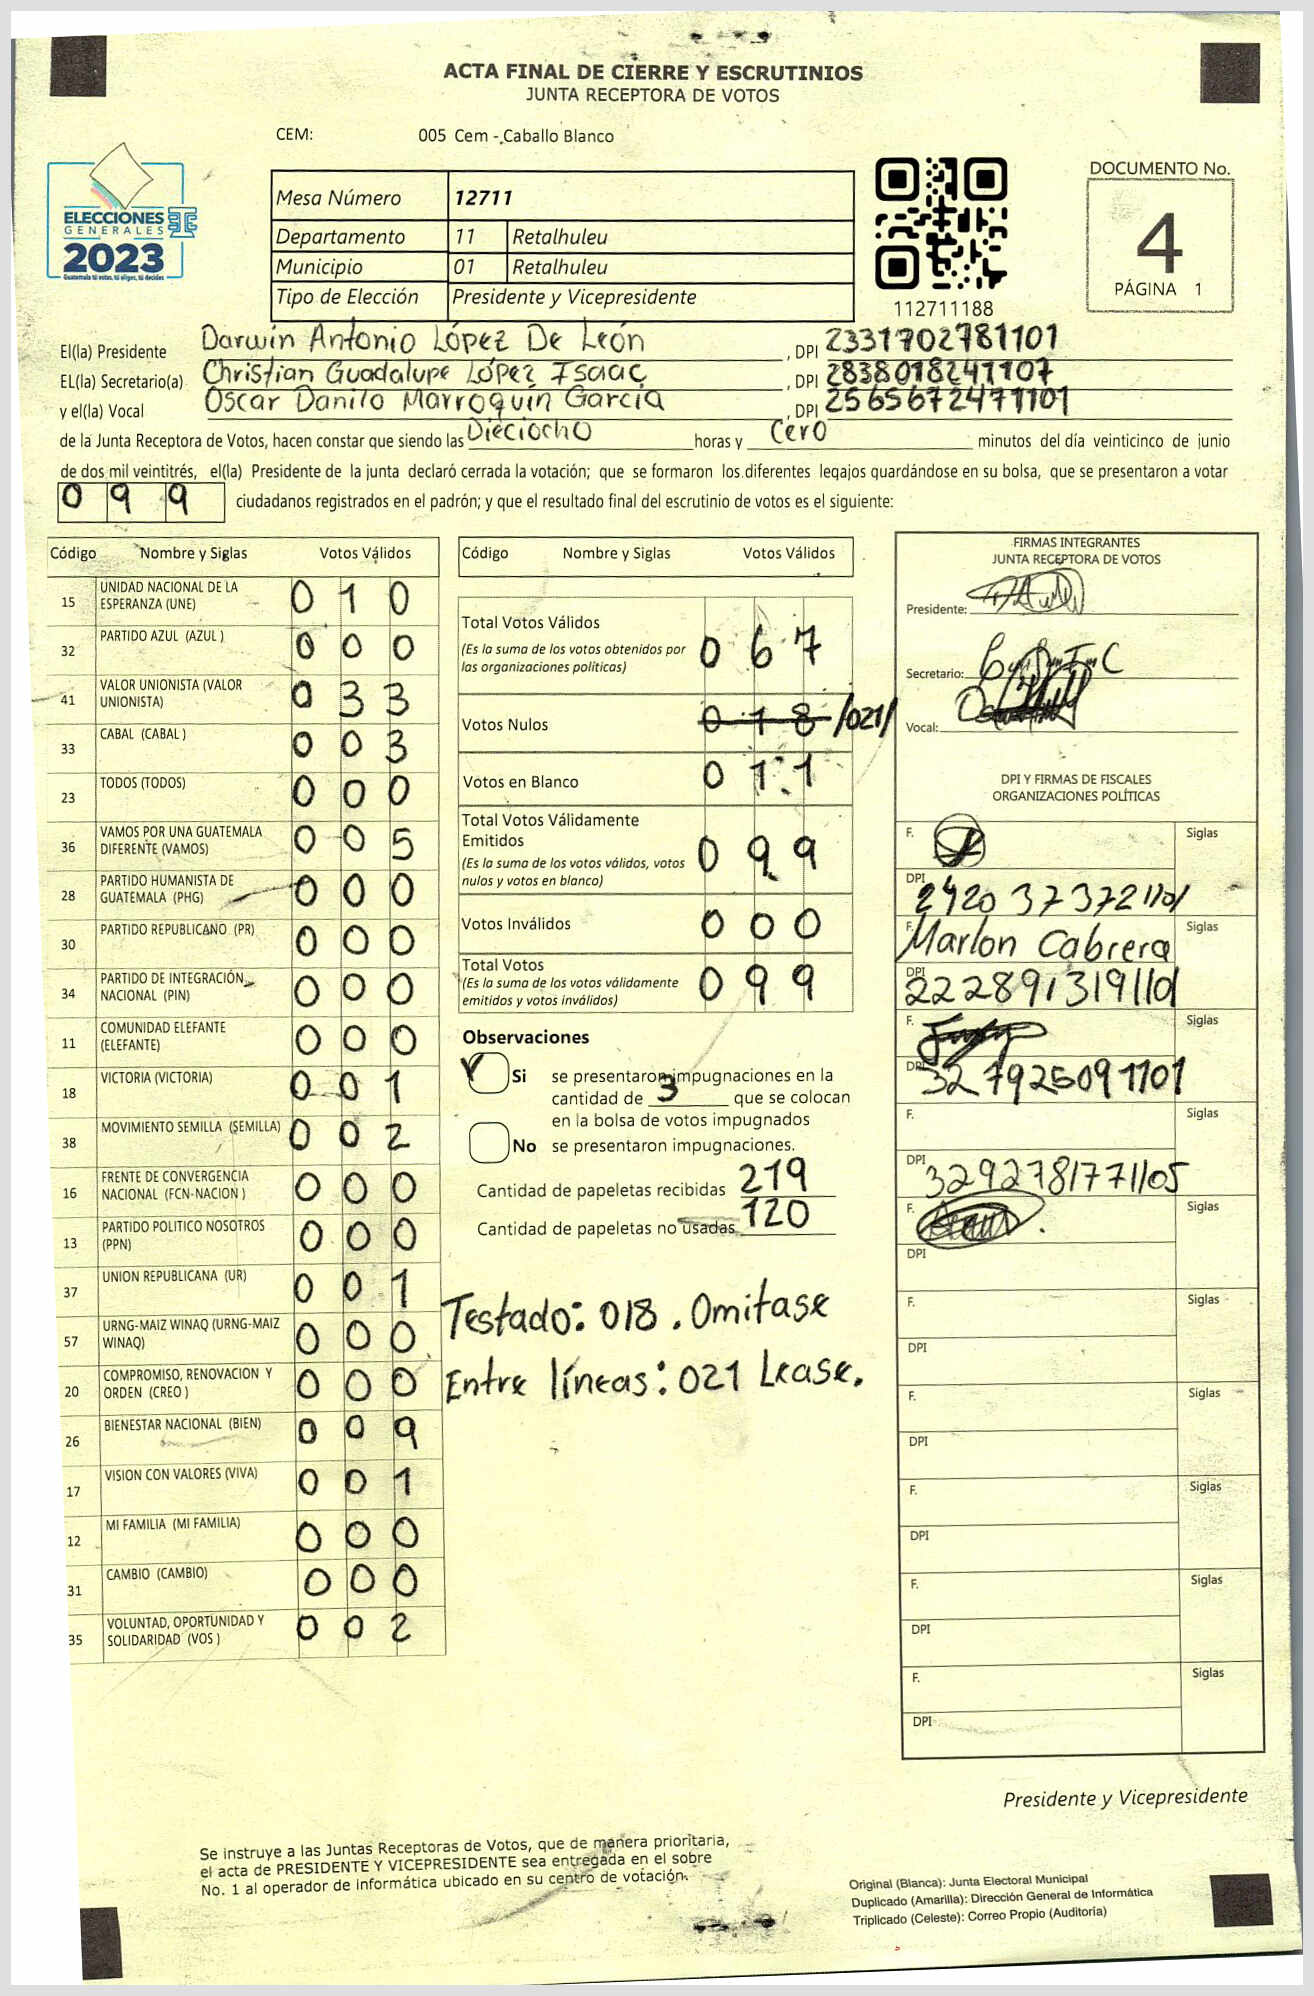 ACTA FINAL DE CIERRE Y ESCRUTINIOS
JUNTA RECEPTORA DE VOTOS
CEM: 005 Cem - Caballo Blanco
ELECCIONES
GENERALES
2023
Guatemala tú votas, tú eliges, tú decides
TSE
Mesa Número 12711
Departamento 11 Retalhuleu
Municipio 01 Retalhuleu
Tipo de Elección Presidente y Vicepresidente
112711188
DOCUMENTO No.
4
PÁGINA 1
El(la) Presidente Darwin Antonio López De León , DPI 2331702781101
EL(la) Secretario(a) Christian Guadalupe López Isaac , DPI 2838018241107
y el(la) Vocal Oscar Danilo Marroquín García , DPI 2565672471101
de la Junta Receptora de Votos, hacen constar que siendo las Dieciocho horas y Cero minutos del día veinticinco de junio
de dos mil veintitrés, el(la) Presidente de la junta declaró cerrada la votación; que se formaron los diferentes legajos quardándose en su bolsa, que se presentaron a votar
099 ciudadanos registrados en el padrón; y que el resultado final del escrutinio de votos es el siguiente:
Código Nombre y Siglas Votos Válidos
15 UNIDAD NACIONAL DE LA ESPERANZA (UNE) 0 1 0
32 PARTIDO AZUL (AZUL ) 0 0 0
41 VALOR UNIONISTA (VALOR UNIONISTA) 0 3 3
33 CABAL (CABAL ) 0 0 3
23 TODOS (TODOS) 0 0 0
36 VAMOS POR UNA GUATEMALA DIFERENTE (VAMOS) 0 0 5
28 PARTIDO HUMANISTA DE GUATEMALA (PHG) 0 0 0
30 PARTIDO REPUBLICANO (PR) 0 0 0
34 PARTIDO DE INTEGRACIÓN NACIONAL (PIN) 0 0 0
11 COMUNIDAD ELEFANTE (ELEFANTE) 0 0 0
18 VICTORIA (VICTORIA) 0 0 1
38 MOVIMIENTO SEMILLA (SEMILLA) 0 0 2
16 FRENTE DE CONVERGENCIA NACIONAL (FCN-NACION ) 0 0 0
13 PARTIDO POLITICO NOSOTROS (PPN) 0 0 0
37 UNION REPUBLICANA (UR) 0 0 1
57 URNG-MAIZ WINAQ (URNG-MAIZ WINAQ) 0 0 0
20 COMPROMISO, RENOVACION Y ORDEN (CREO ) 0 0 0
26 BIENESTAR NACIONAL (BIEN) 0 0 9
17 VISION CON VALORES (VIVA) 0 0 1
12 MI FAMILIA (MI FAMILIA) 0 0 0
31 CAMBIO (CAMBIO) 0 0 0
35 VOLUNTAD, OPORTUNIDAD Y SOLIDARIDAD (VOS ) 0 0 2
Código Nombre y Siglas Votos Válidos
Total Votos Válidos 0 6 7
(Es la suma de los votos obtenidos por
las organizaciones politicas)
Votos Nulos 0 1 8 /021/
Votos en Blanco 0 1 1
Total Votos Válidamente
Emitidos 0 9 9
(Es la suma de los votos válidos, votos
nulos y votos en blanco)
Votos Inválidos 0 0 0
Total Votos 0 9 9
(Es la suma de los votos válidamente
emitidos y votos inválidos)
Observaciones
Si se presentaron impugnaciones en la
cantidad de 3 que se colocan
en la bolsa de votos impugnados
No se presentaron impugnaciones.
Cantidad de papeletas recibidas 219
Cantidad de papeletas no usadas 120
Testado: 018. Omitase
Entre líneas: 021 Lease.
FIRMAS INTEGRANTES
JUNTA RECEPTORA DE VOTOS
Presidente:
Secretario:
Vocal:
DPI Y FIRMAS DE FISCALES
ORGANIZACIONES POLÍTICAS
F. Siglas
DPI 2420 37372 1101
F. Marlon Cabrera Siglas
DPI 2228913191101
F. Siglas
DPI 327925091101
F. Siglas
DPI 3292781771105
F. Siglas
DPI
F. Siglas
DPI
F. Siglas
DPI
F. Siglas
DPI
F. Siglas
DPI
F. Siglas
DPI
Presidente y Vicepresidente
Se instruye a las Juntas Receptoras de Votos, que de manera prioritaria,
el acta de PRESIDENTE Y VICEPRESIDENTE sea entregada en el sobre
No. 1 al operador de informática ubicado en su centro de votación.
Original (Blanca): Junta Electoral Municipal
Duplicado (Amarilla): Dirección General de Informática
Triplicado (Celeste): Correo Propio (Auditoría)